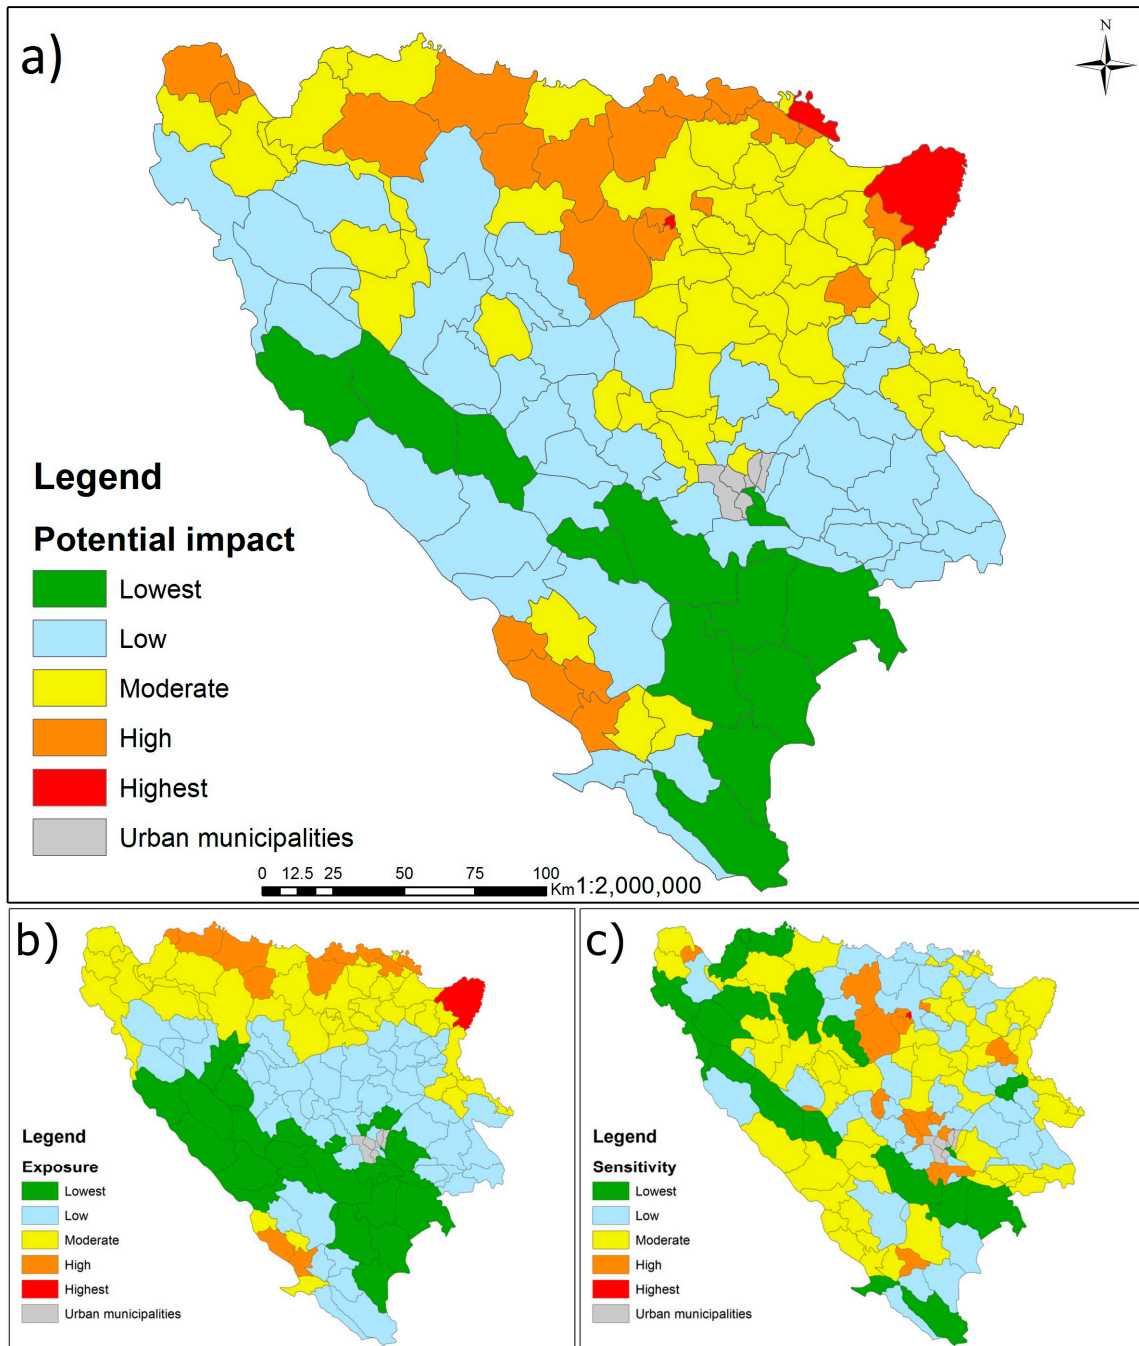 a)
N
Legend
Potential impact
Lowest
Low
Moderate
High
Highest
Urban municipalities
0 12.5 25 50 75 100
Km 1:2,000,000
b)
Legend
Exposure
Lowest
Low
Moderate
High
Highest
Urban municipalities
c)
Legend
Sensitivity
Lowest
Low
Moderate
High
Highest
Urban municipalities